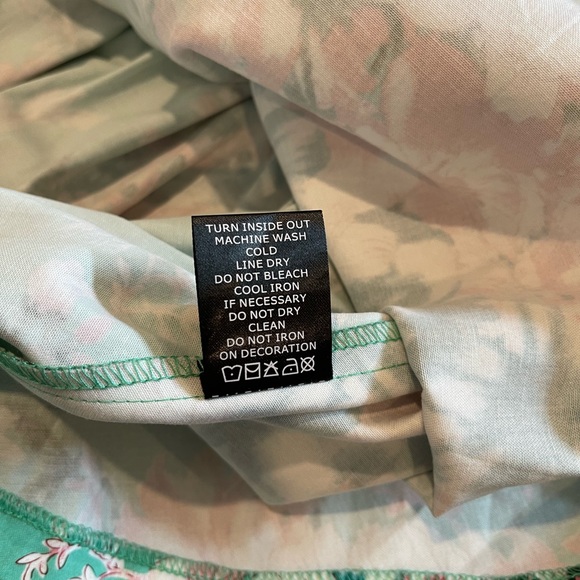 TURN INSIDE OUT
MACHINE WASH
COLD
LINE DRY
DO NOT BLEACH
COOL IRON
IF NECESSARY
DO NOT DRY
CLEAN
DO NOT IRON
ON DECORATION